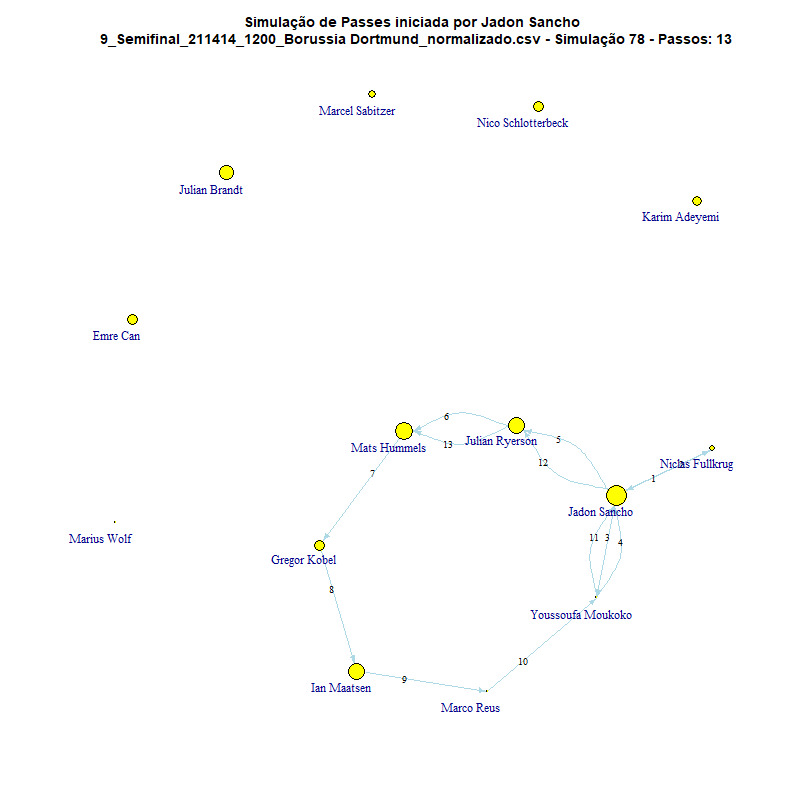 Simulação de Passes iniciada por Jadon Sancho
9_Semifinal_211414_1200_Borussia Dortmund_normalizado.csv - Simulação 78 - Passos: 13
Marcel Sabitzer
Nico Schlotterbeck
Julian Brandt
Karim Adeyemi
Emre Can
6
Julian Ryerson
5
Mats Hummels
13
12
Niclas Fullkrug
7
1
2
Jadon Sancho
Marius Wolf
11
3
4
Gregor Kobel
8
Youssoufa Moukoko
10
9
Ian Maatsen
Marco Reus